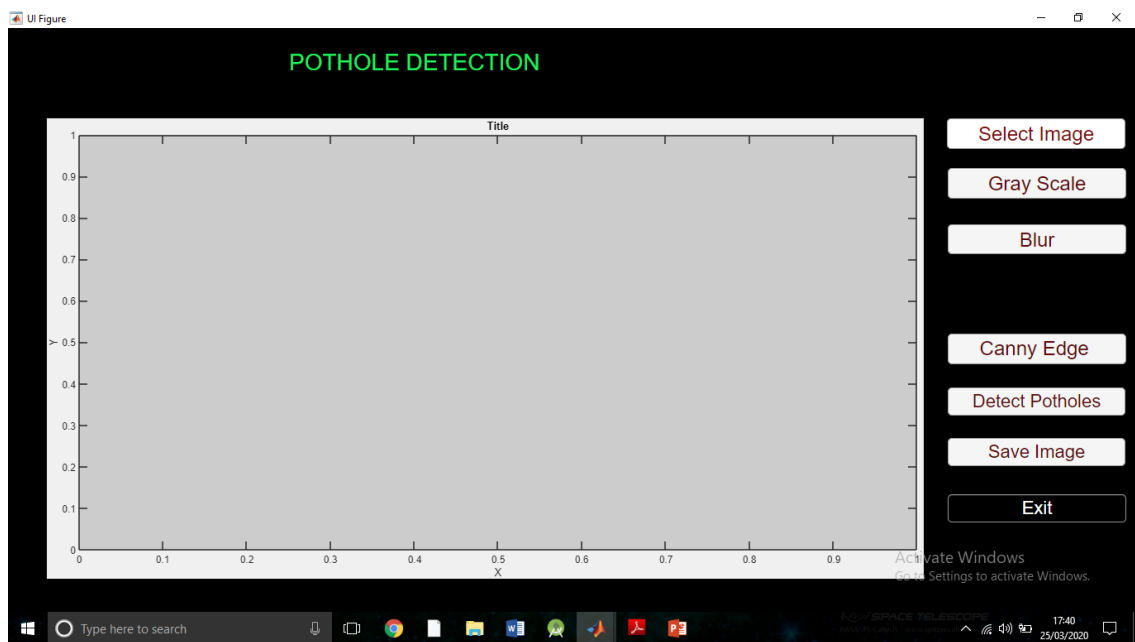 UI Figure
POTHOLE DETECTION
Title
1
0.9
0.8
0.7
0.6
0.5
0.4
0.3
0.2
0.1
0
Y
0 0.1 0.2 0.3 0.4 0.5 0.6 0.7 0.8 0.9 1
X
Select Image
Gray Scale
Blur
Canny Edge
Detect Potholes
Save Image
Exit
Activate Windows
Go to Settings to activate Windows.
SPACE TELESCOPE
Type here to search
17:40
25/03/2020